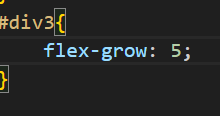 #div3{
flex-grow: 5;
}